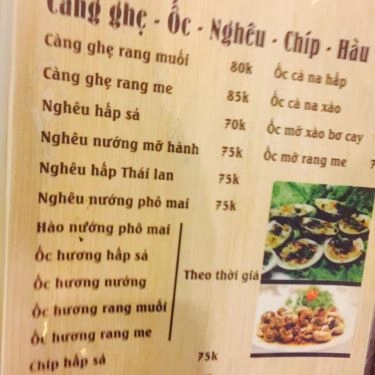 Càng ghẹ - Ốc - Nghêu - Chíp - Hàu
Càng ghẹ rang muối 80k
Càng ghẹ rang me 85k
Nghêu hấp sả 70k
Nghêu nướng mỡ hành 75k
Nghêu hấp Thái lan 75k
Nghêu nướng phô mai 75k
Hào nướng phô mai
Ốc hương hấp sả
Ốc hương nướng
Ốc hương rang muối
Ốc hương rang me
Theo thời giá
Chíp hấp sả 75k
Ốc cà na hấp
Ốc cà na xào
Ốc mỡ xào bơ cay
Ốc mỡ rang me